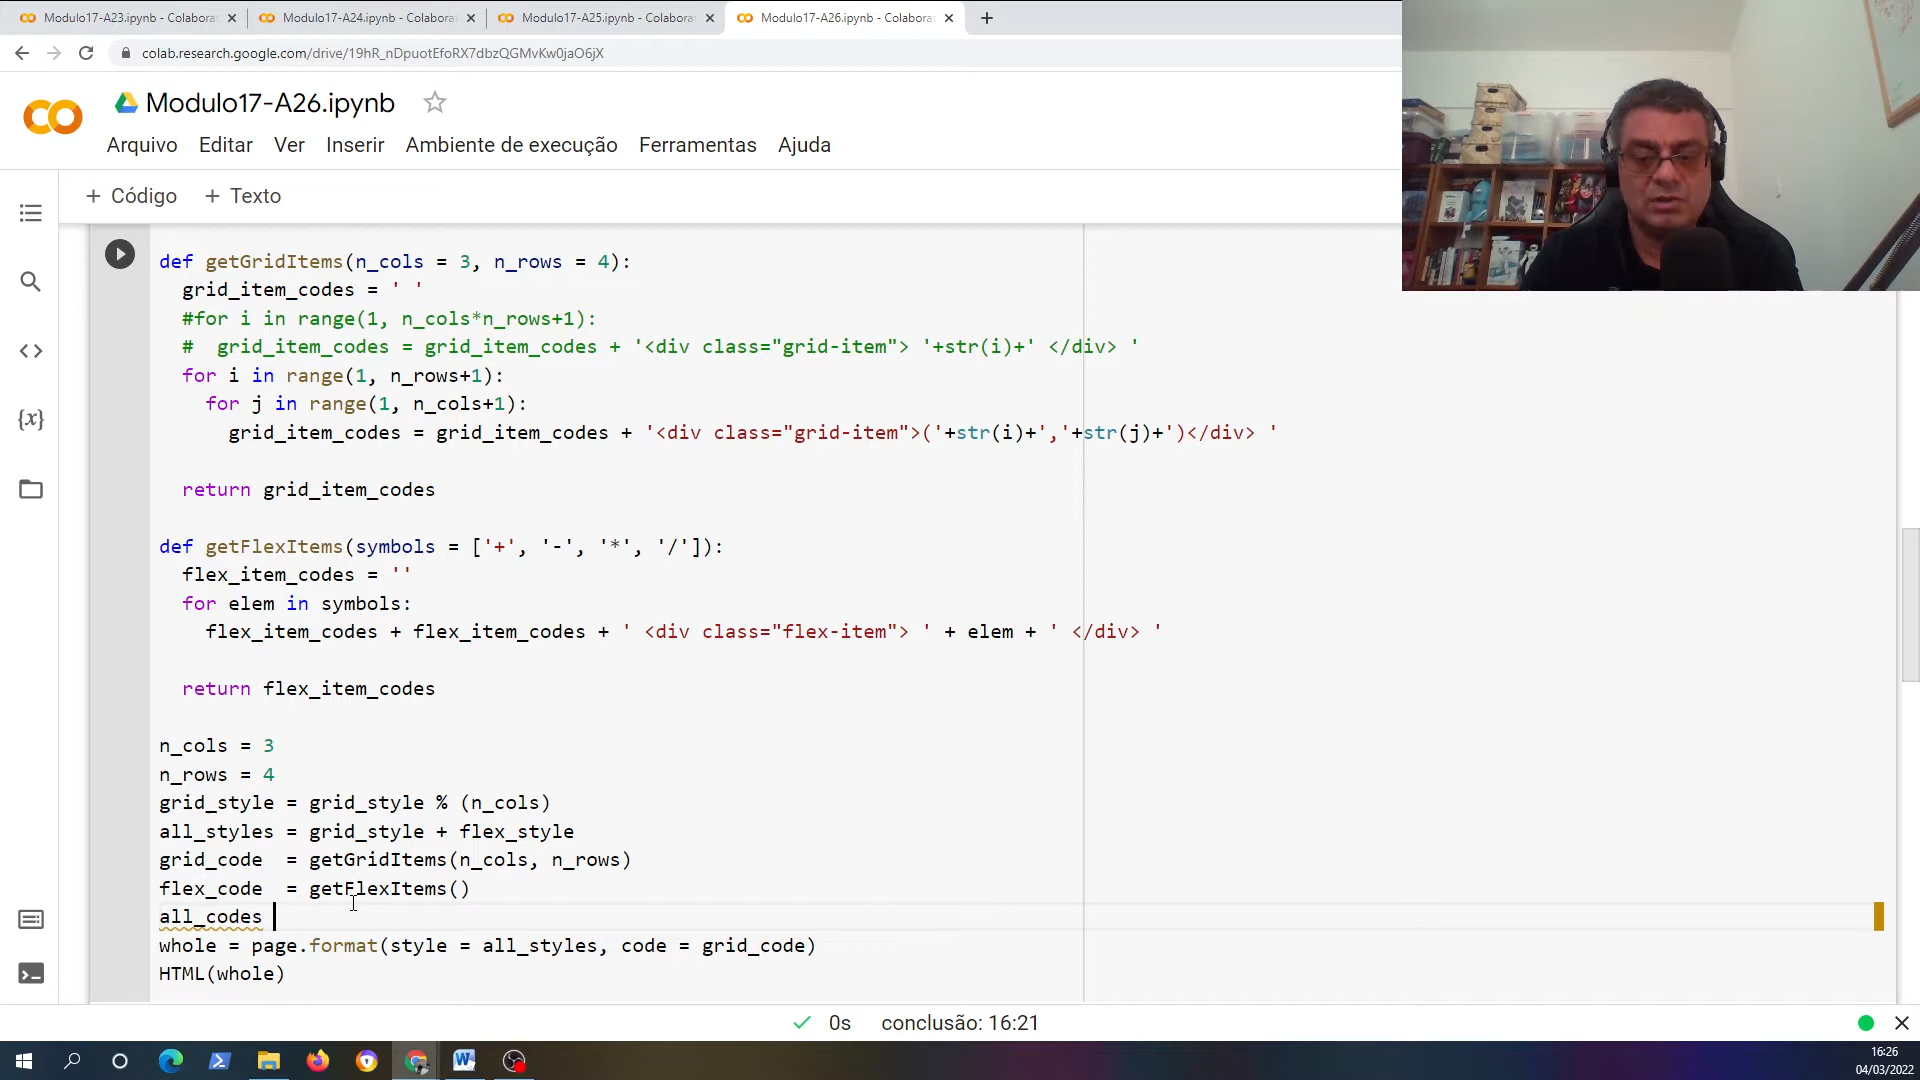 Modulo17-A23.ipynb - Colabora
Modulo17-A24.ipynb - Colabora
Modulo17-A25.ipynb - Colabora
Modulo17-A26.ipynb - Colabora
colab.research.google.com/drive/19hR_nDpuotEfoRX7dbzQGMvKw0jaO6jX
Modulo17-A26.ipynb
Arquivo Editar Ver Inserir Ambiente de execução Ferramentas Ajuda
+ Código + Texto
def getGridItems(n_cols = 3, n_rows = 4):
grid_item_codes = ' '
#for i in range(1, n_cols*n_rows+1):
#  grid_item_codes = grid_item_codes + '<div class="grid-item"> '+str(i)+' </div> '
for i in range(1, n_rows+1):
for j in range(1, n_cols+1):
grid_item_codes = grid_item_codes + '<div class="grid-item">('+str(i)+','+str(j)+')</div> '
return grid_item_codes
def getFlexItems(symbols = ['+', '-', '*', '/']):
flex_item_codes = ''
for elem in symbols:
flex_item_codes + flex_item_codes + ' <div class="flex-item"> ' + elem + ' </div> '
return flex_item_codes
n_cols = 3
n_rows = 4
grid_style = grid_style % (n_cols)
all_styles = grid_style + flex_style
grid_code  = getGridItems(n_cols, n_rows)
flex_code  = getFlexItems()
all_codes
whole = page.format(style = all_styles, code = grid_code)
HTML(whole)
0s conclusão: 16:21
16:26
04/03/2022